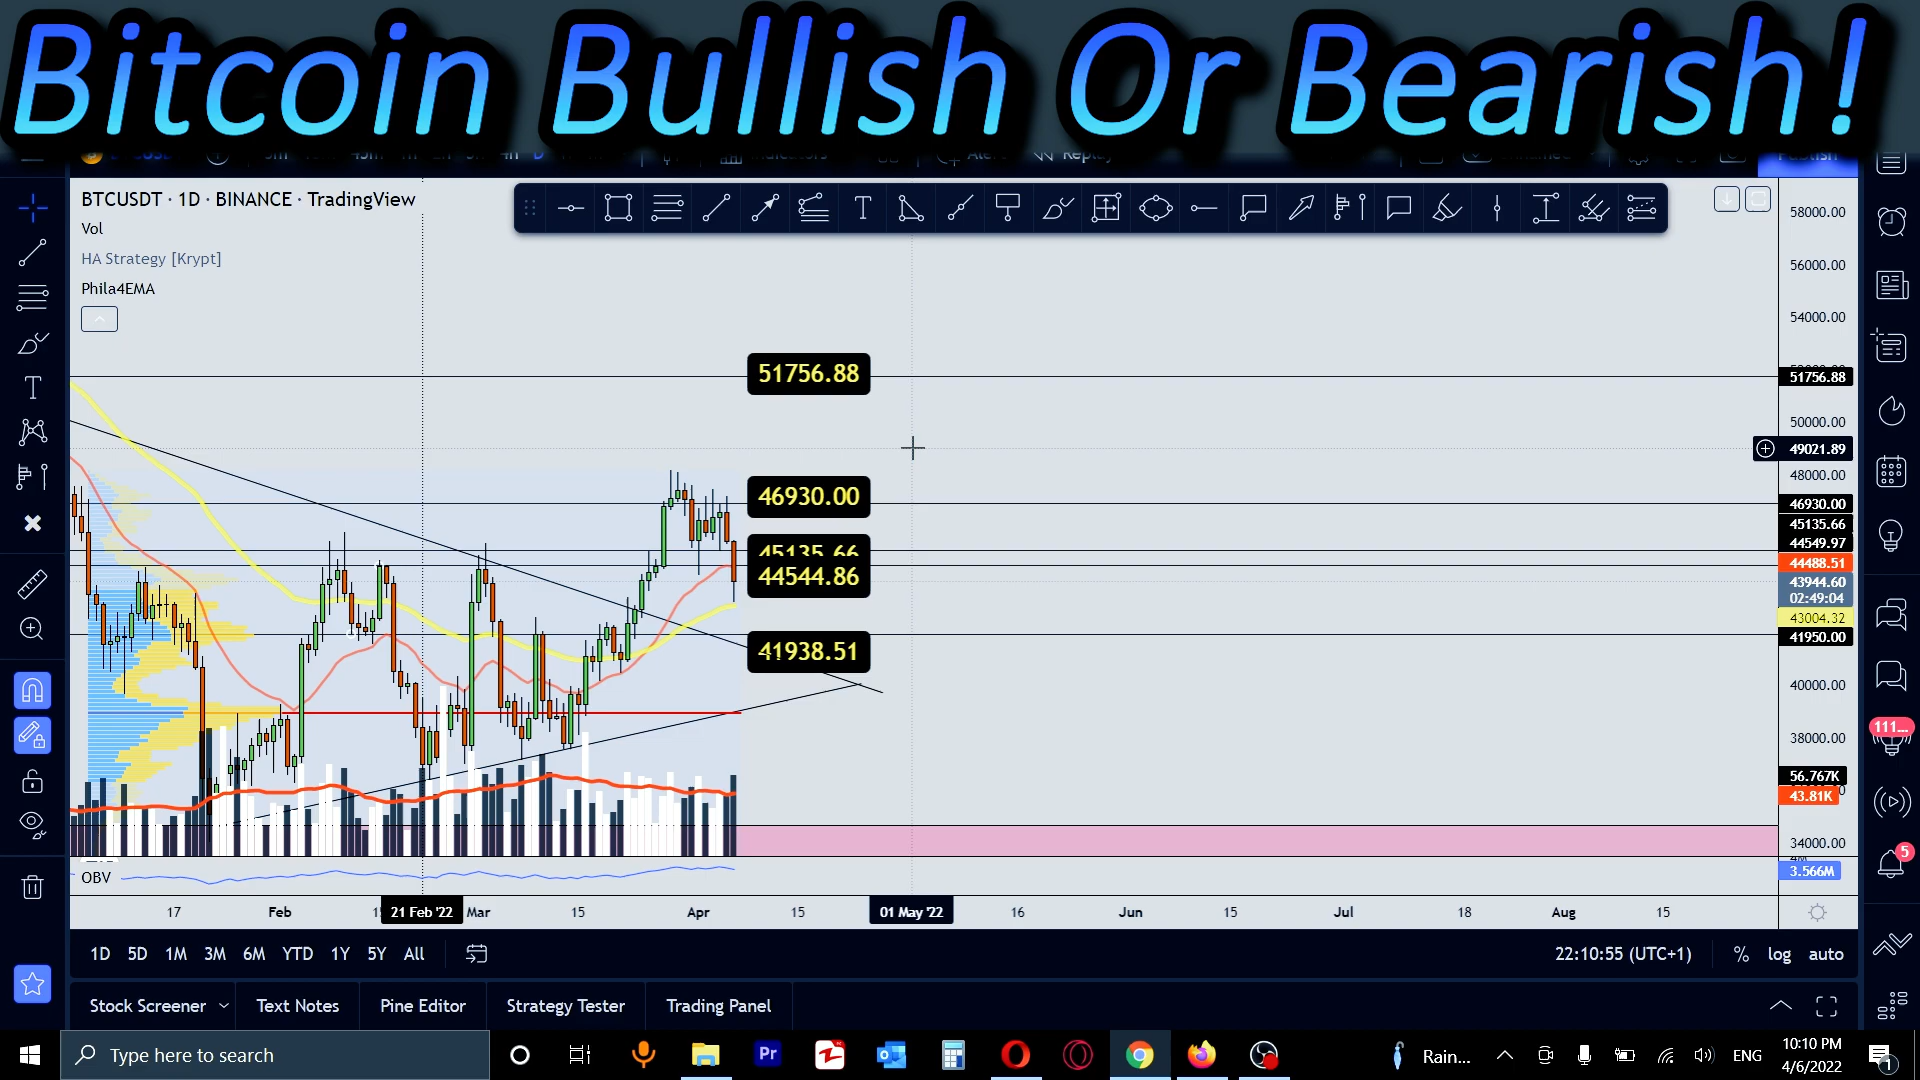 Bitcoin Bullish Or Bearish!
BTCUSDT · 1D · BINANCE · TradingView
Vol
HA Strategy [Krypt]
Phila4EMA
58000.00
56000.00
54000.00
51756.88
51756.88
50000.00
49021.89
48000.00
46930.00
46930.00
45135.66
45135.66
44549.97
44544.86
44488.51
43944.60
02:49:04
43004.32
41938.51
41950.00
40000.00
38000.00
56.767K
43.81K
34000.00
OBV
3.566M
17 Feb 21 Feb '22 Mar 15 Apr 15 01 May '22 16 Jun 15 Jul 18 Aug 15
1D 5D 1M 3M 6M YTD 1Y 5Y All
22:10:55 (UTC+1) % log auto
Stock Screener Text Notes Pine Editor Strategy Tester Trading Panel
111...
5
Type here to search
Pr
Rain...
ENG
10:10 PM
4/6/2022
1